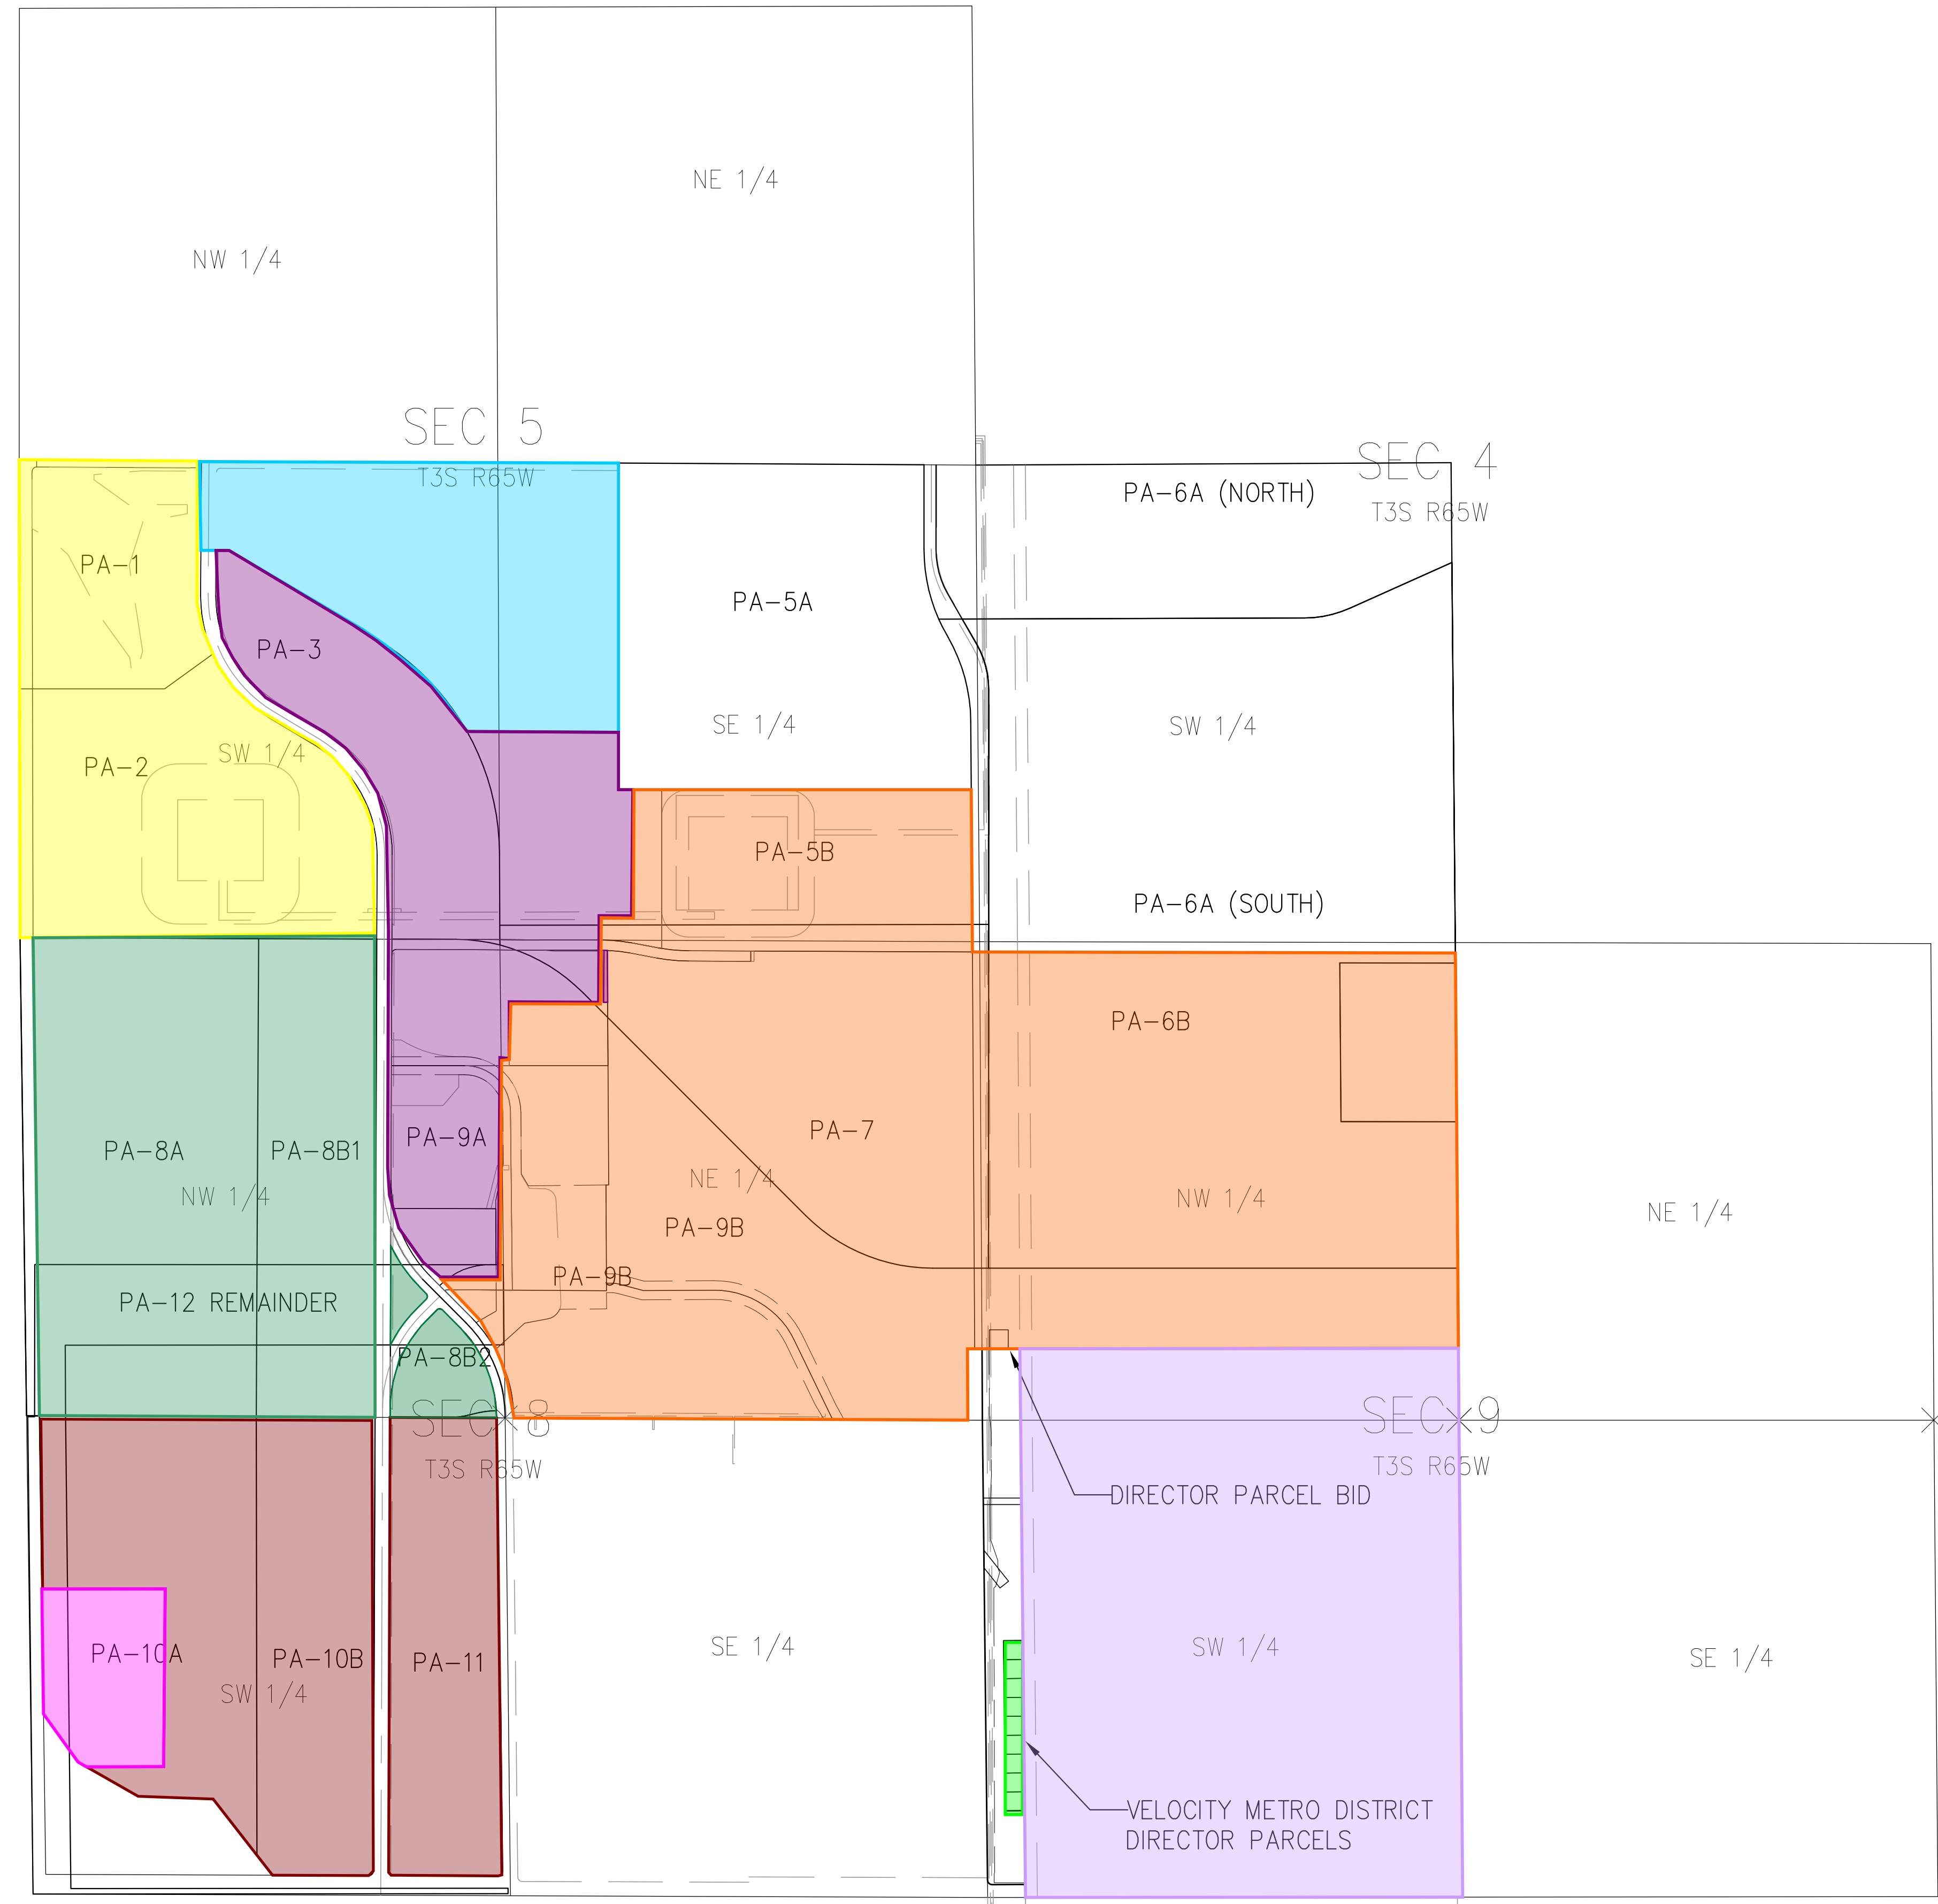 NE 1/4
NW 1/4
SEC 5
T3S R65W
SEC 4
T3S R65W
PA-6A (NORTH)
PA-1
PA-5A
PA-3
SE 1/4
SW 1/4
SW 1/4
PA-2
PA-5B
PA-6A (SOUTH)
PA-6B
PA-7
PA-9A
PA-8A
PA-8B1
NE 1/4
NW 1/4
NW 1/4
NE 1/4
PA-9B
PA-9B
PA-12 REMAINDER
PA-8B2
SEC 8
T3S R65W
SEC 9
T3S R65W
DIRECTOR PARCEL BID
SE 1/4
SW 1/4
SE 1/4
PA-10A
PA-10B
PA-11
SW 1/4
VELOCITY METRO DISTRICT
DIRECTOR PARCELS